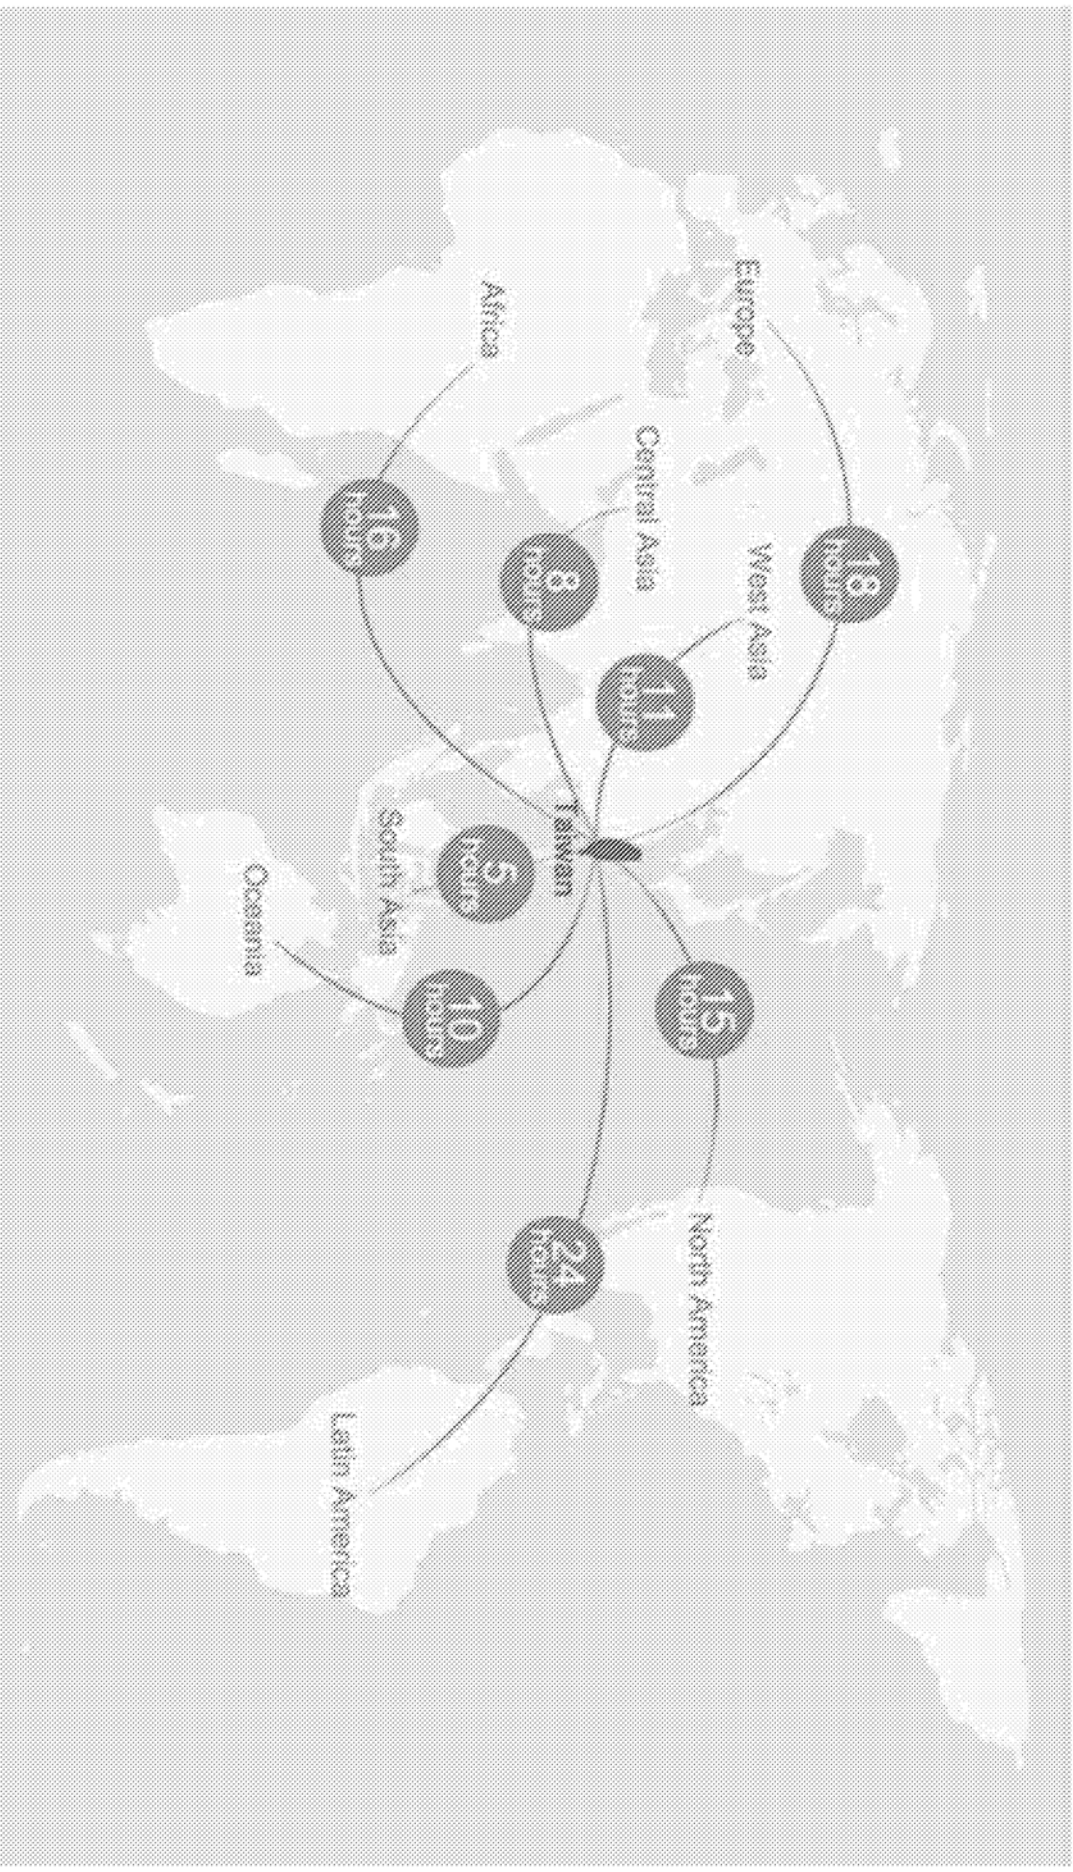 Europe
18
hours
West Asia
11
hours
Central Asia
8
hours
Africa
16
hours
Taiwan
South Asia
5
hours
Oceania
10
hours
15
hours
North America
24
hours
Latin America